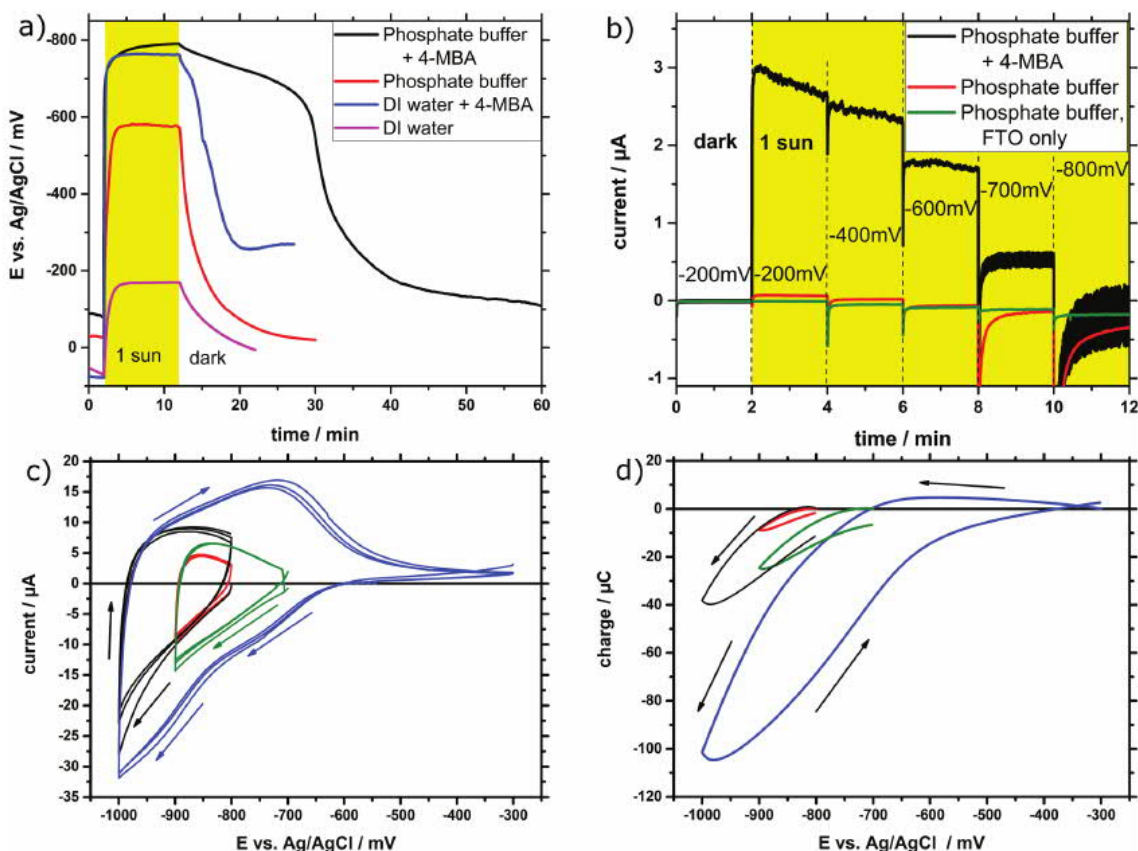 a)
-800
-600
-400
-200
0
E vs. Ag/AgCl / mV
Phosphate buffer
+ 4-MBA
Phosphate buffer
DI water + 4-MBA
DI water
1 sun
dark
0 10 20 30 40 50 60
time / min
b)
3
2
1
0
-1
current / µA
Phosphate buffer
+ 4-MBA
Phosphate buffer
Phosphate buffer,
FTO only
dark
1 sun
-200mV
-200mV
-400mV
-600mV
-700mV
-800mV
0 2 4 6 8 10 12
time / min
c)
20
15
10
5
0
5
-10
-15
-20
-25
-30
35
current / µA
-1000 -900 -800 -700 -600 -500 -400 -300
E vs. Ag/AgCl / mV
d)
20
0
-20
-40
-60
-80
-100
-120
charge / µC
-1000 -900 -800 -700 -600 -500 -400 -300
E vs. Ag/AgCl / mV